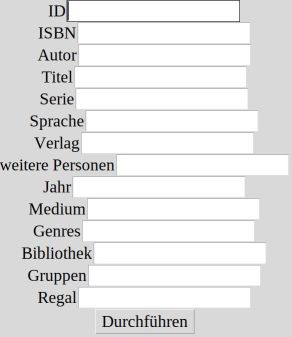 ID
ISBN
Autor
Titel
Serie
Sprache
Verlag
weitere Personen
Jahr
Medium
Genres
Bibliothek
Gruppen
Regal
Durchführen